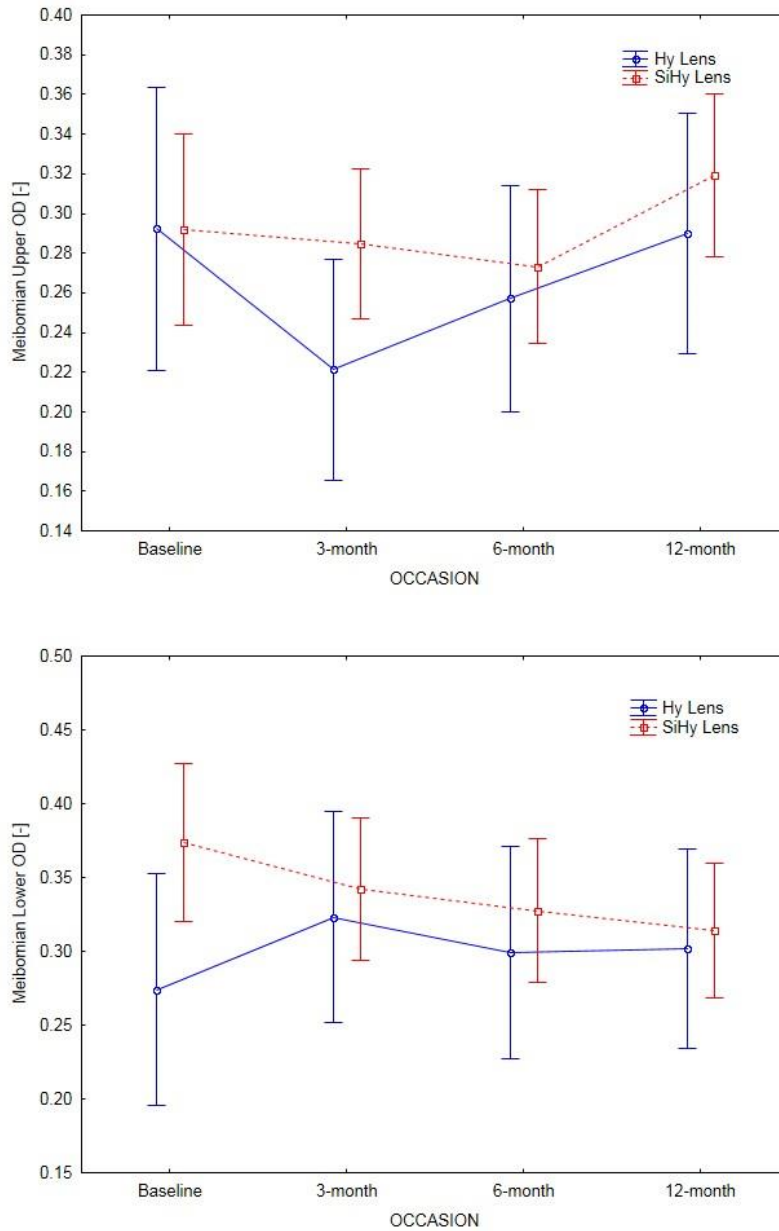 0.40
0.38
0.36
0.34
0.32
0.30
0.28
0.26
0.24
0.22
0.20
0.18
0.16
0.14
Meibomian Upper OD [-]
Hy Lens
SiHy Lens
Baseline 3-month 6-month 12-month
OCCASION
0.50
0.45
0.40
0.35
0.30
0.25
0.20
0.15
Meibomian Lower OD [-]
Hy Lens
SiHy Lens
Baseline 3-month 6-month 12-month
OCCASION